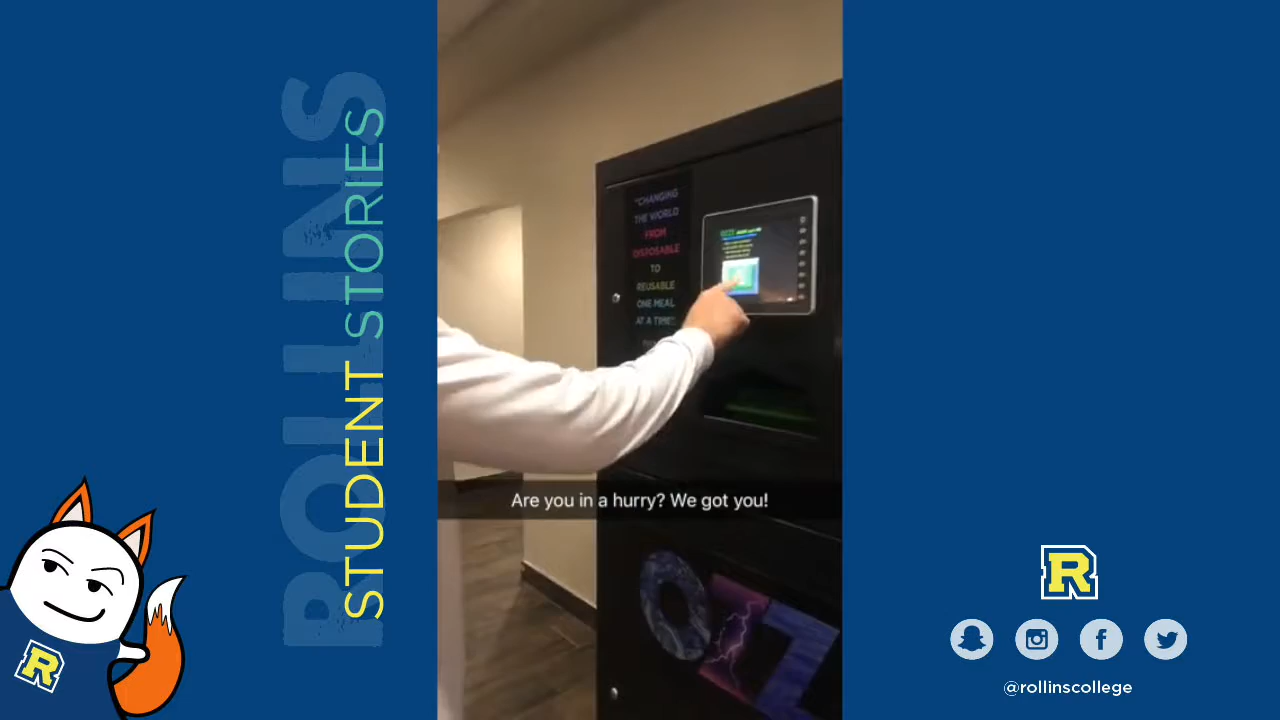 ROLLINS
STUDENT STORIES
"CHANGING
THE WORLD
FROM
DISPOSABLE
TO
REUSABLE
ONE MEAL
AT A TIME"
Are you in a hurry? We got you!
OZZI
R
R
@rollinscollege